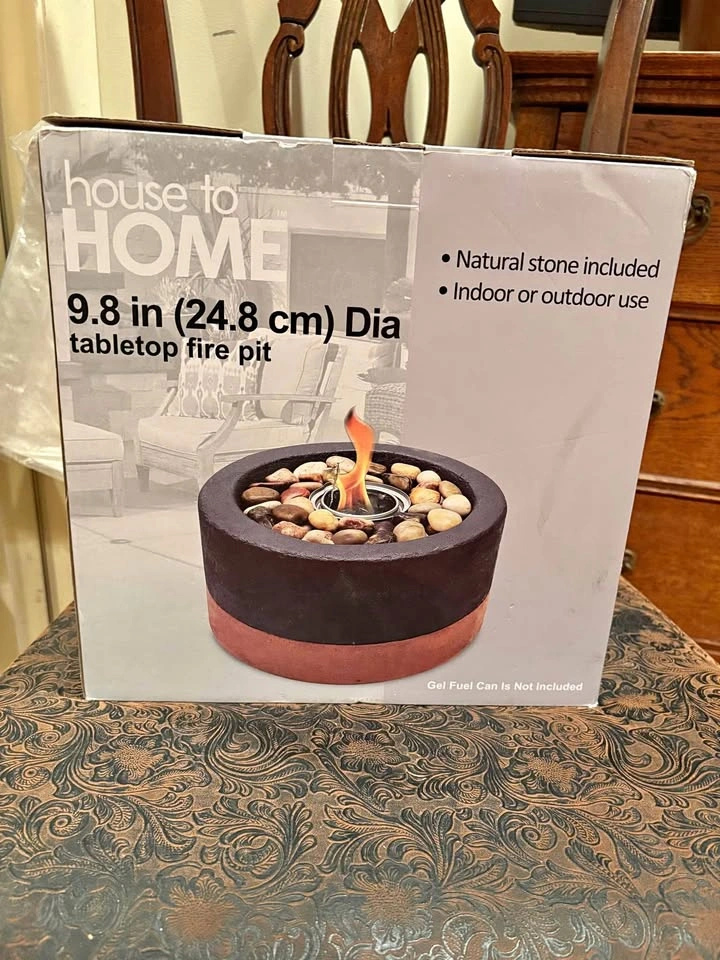 house to
HOME™
9.8 in (24.8 cm) Dia
tabletop fire pit
• Natural stone included
• Indoor or outdoor use
Gel Fuel Can Is Not Included